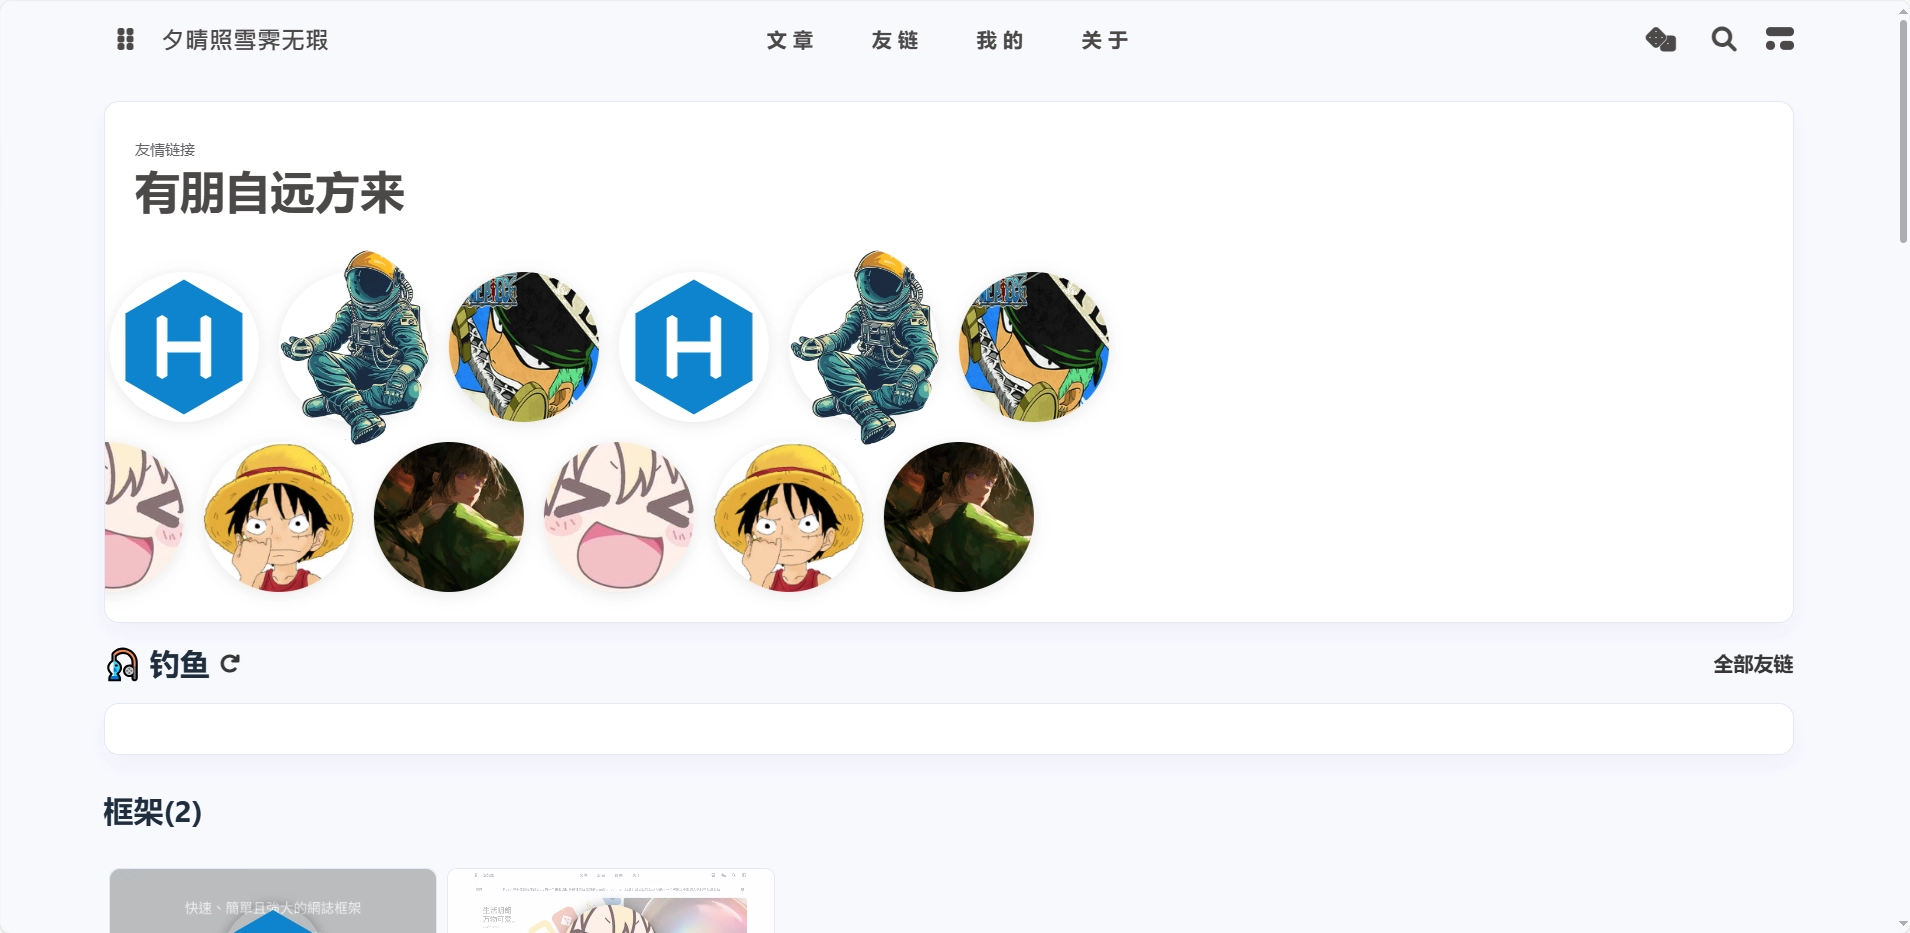 夕晴照雪霁无瑕
文章 友链 我的 关于
友情链接
有朋自远方来
钓鱼
全部友链
框架(2)
快速、簡單且強大的網誌框架
生活明朗
万物可爱。